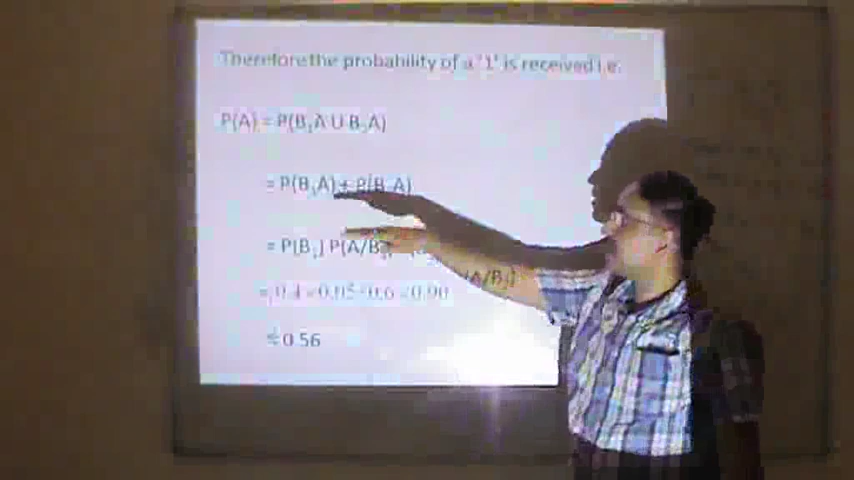 Therefore the probability of a '1' is received i.e.
P(A) = P(B₁A U B₂A)
= P(B₁A) + P(B₂A)
= P(B₁) P(A/B₁)
(A/B₂)
= 0.4 × 0.05 0.6 × 0.90
= 0.56